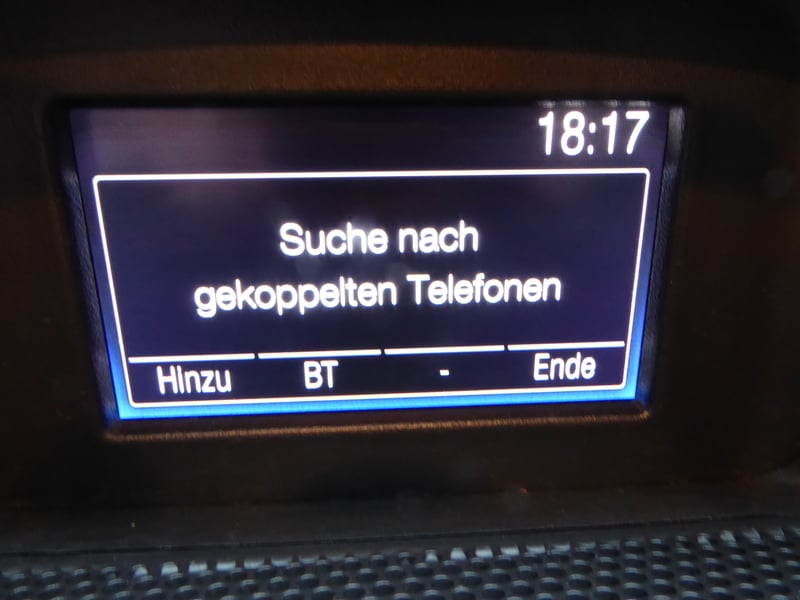 18:17
Suche nach
gekoppelten Telefonen
Hinzu BT - Ende